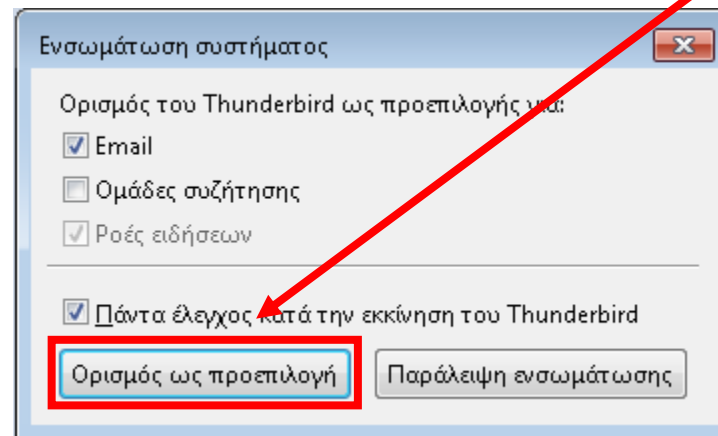 Ενσωμάτωση συστήματος
Ορισμός του Thunderbird ως προεπιλογής για:
Email
Ομάδες συζήτησης
Ροές ειδήσεων
Πάντα έλεγχος κατά την εκκίνηση του Thunderbird
Ορισμός ως προεπιλογή
Παράλειψη ενσωμάτωσης